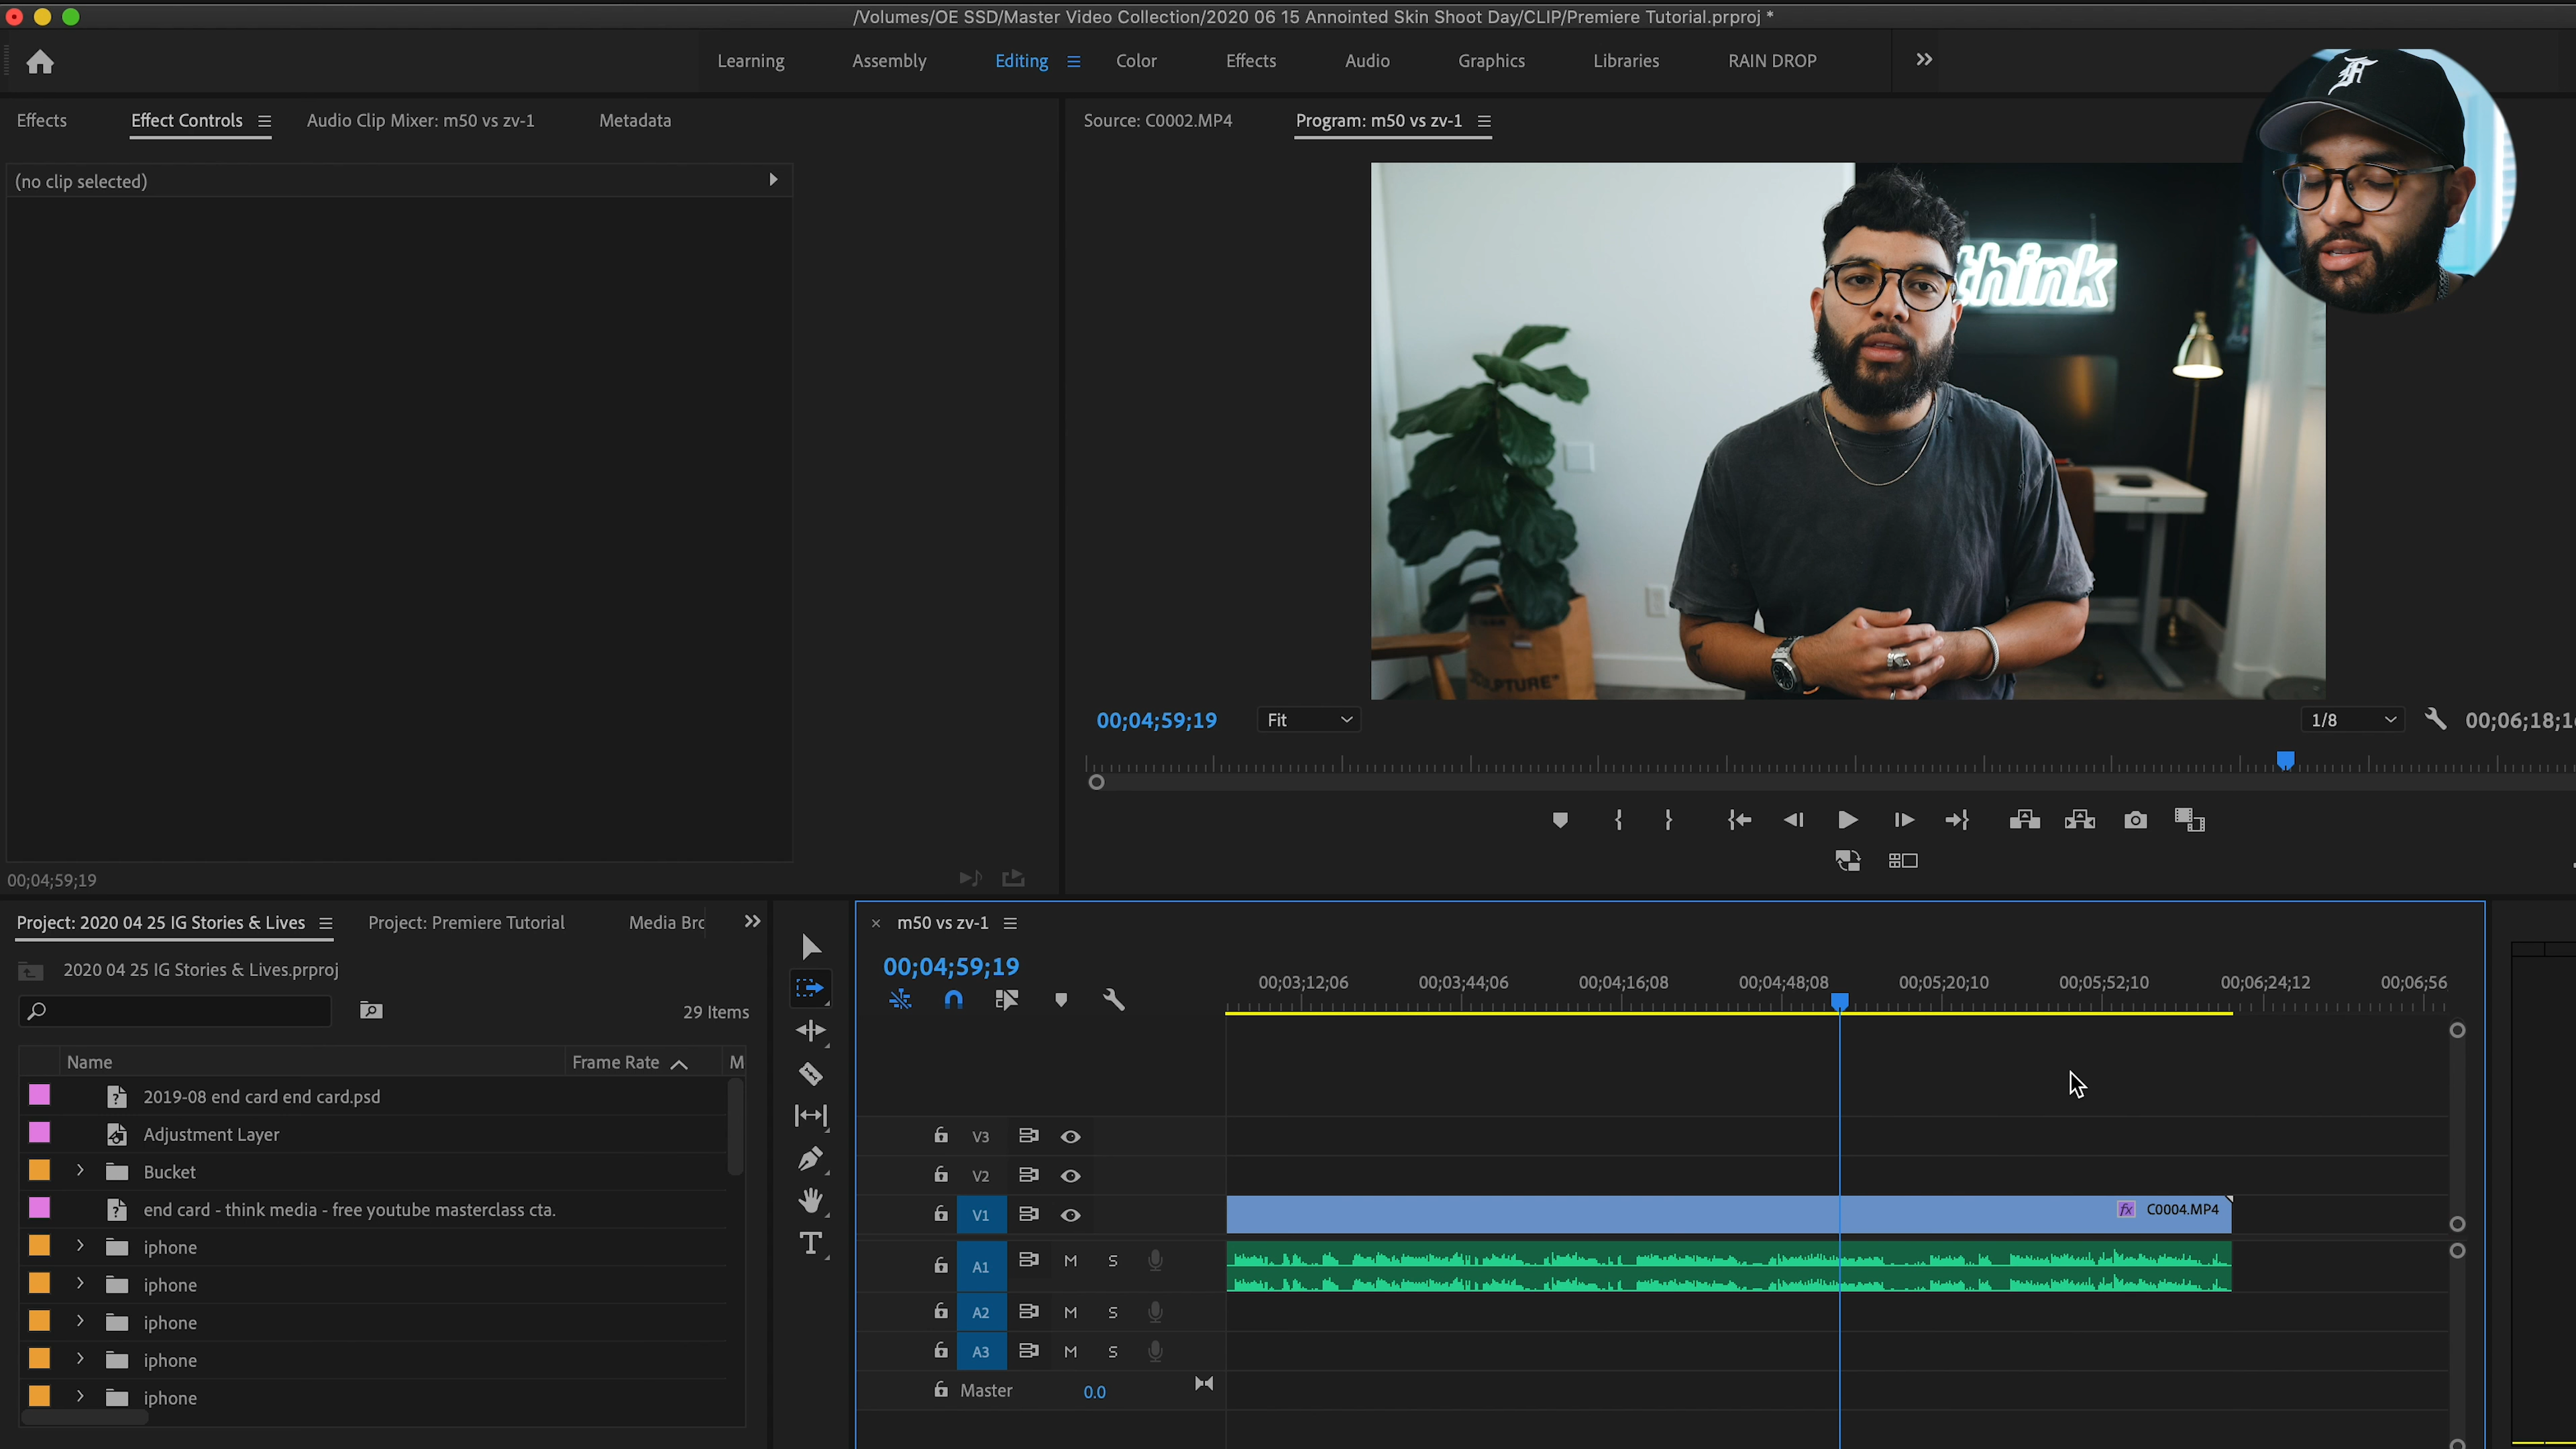 /Volumes/OE SSD/Master Video Collection/2020 06 15 Annointed Skin Shoot Day/CLIP/Premiere Tutorial.prproj *
Learning Assembly Editing Color Effects Audio Graphics Libraries RAIN DROP
Effects Effect Controls Audio Clip Mixer: m50 vs zv-1 Metadata
Source: C0002.MP4 Program: m50 vs zv-1
(no clip selected)
think
SCULPTURE"
00;04;59;19 Fit 1/8 00;06;18;1
00;04;59;19
Project: 2020 04 25 IG Stories & Lives Project: Premiere Tutorial Media Brc
2020 04 25 IG Stories & Lives.prproj
29 Items
Name Frame Rate M
2019-08 end card end card.psd
Adjustment Layer
Bucket
end card - think media - free youtube masterclass cta.
iphone
iphone
iphone
iphone
iphone
m50 vs zv-1
00;04;59;19
00;03;12;06 00;03;44;06 00;04;16;08 00;04;48;08 00;05;20;10 00;05;52;10 00;06;24;12 00;06;56
V3
V2
V1 fx C0004.MP4
A1 M S
A2 M S
A3 M S
Master 0.0